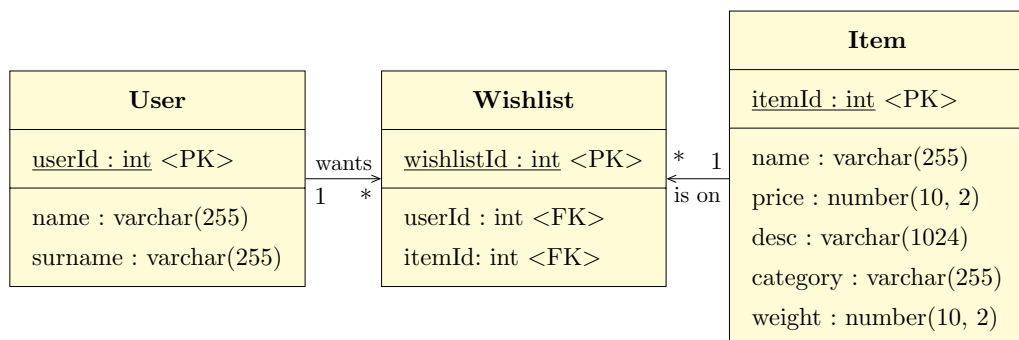 User
userId : int <PK>
name : varchar(255)
surname : varchar(255)
wants
1 *
Wishlist
wishlistId : int <PK>
userId : int <FK>
itemId: int <FK>
* 1
is on
Item
itemId : int <PK>
name : varchar(255)
price : number(10, 2)
desc : varchar(1024)
category : varchar(255)
weight : number(10, 2)